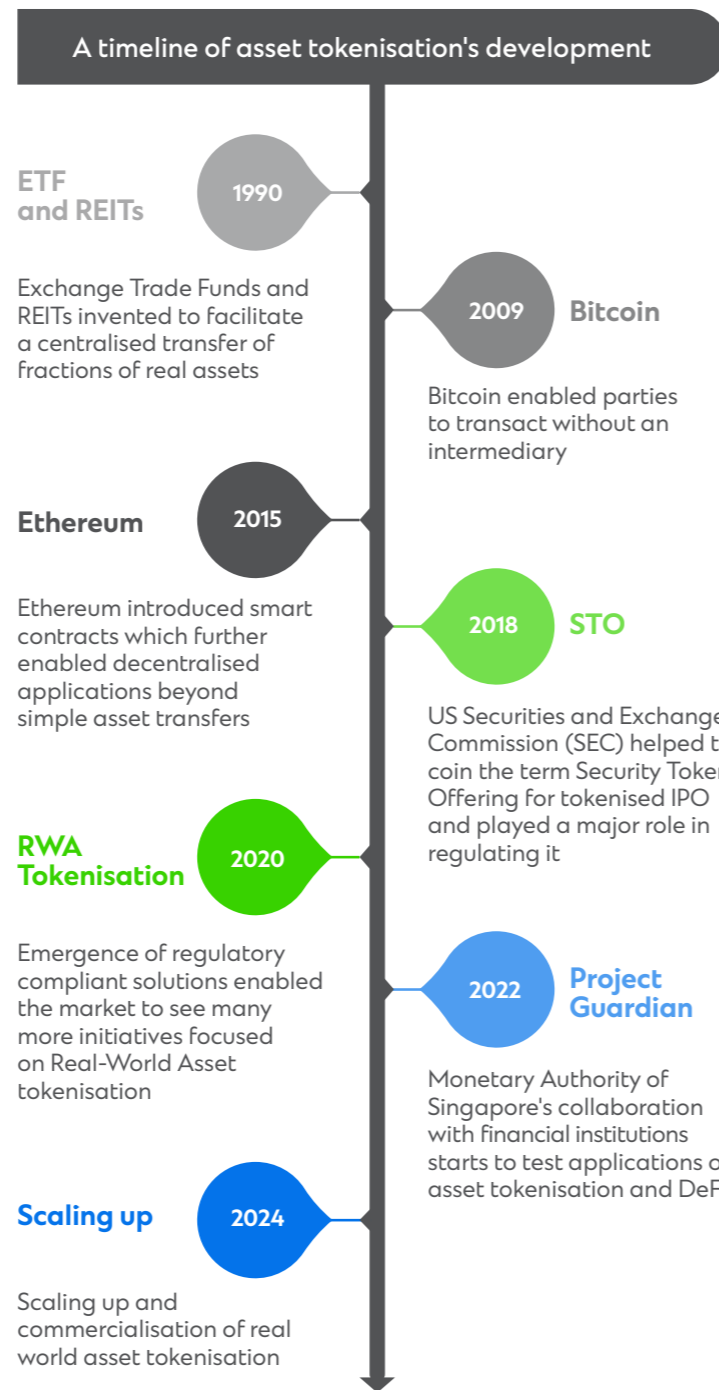 A timeline of asset tokenisation's development
ETF
and REITs
1990
Exchange Trade Funds and
REITs invented to facilitate
a centralised transfer of
fractions of real assets
2009
Bitcoin
Bitcoin enabled parties
to transact without an
intermediary
Ethereum
2015
Ethereum introduced smart
contracts which further
enabled decentralised
applications beyond
simple asset transfers
2018
STO
US Securities and Exchange
Commission (SEC) helped t
coin the term Security Token
Offering for tokenised IPO
and played a major role in
regulating it
RWA
Tokenisation
2020
Emergence of regulatory
compliant solutions enabled
the market to see many
more initiatives focused
on Real-World Asset
tokenisation
2022
Project
Guardian
Monetary Authority of
Singapore's collaboration
with financial institutions
starts to test applications o
asset tokenisation and DeF
Scaling up
2024
Scaling up and
commercialisation of real
world asset tokenisation